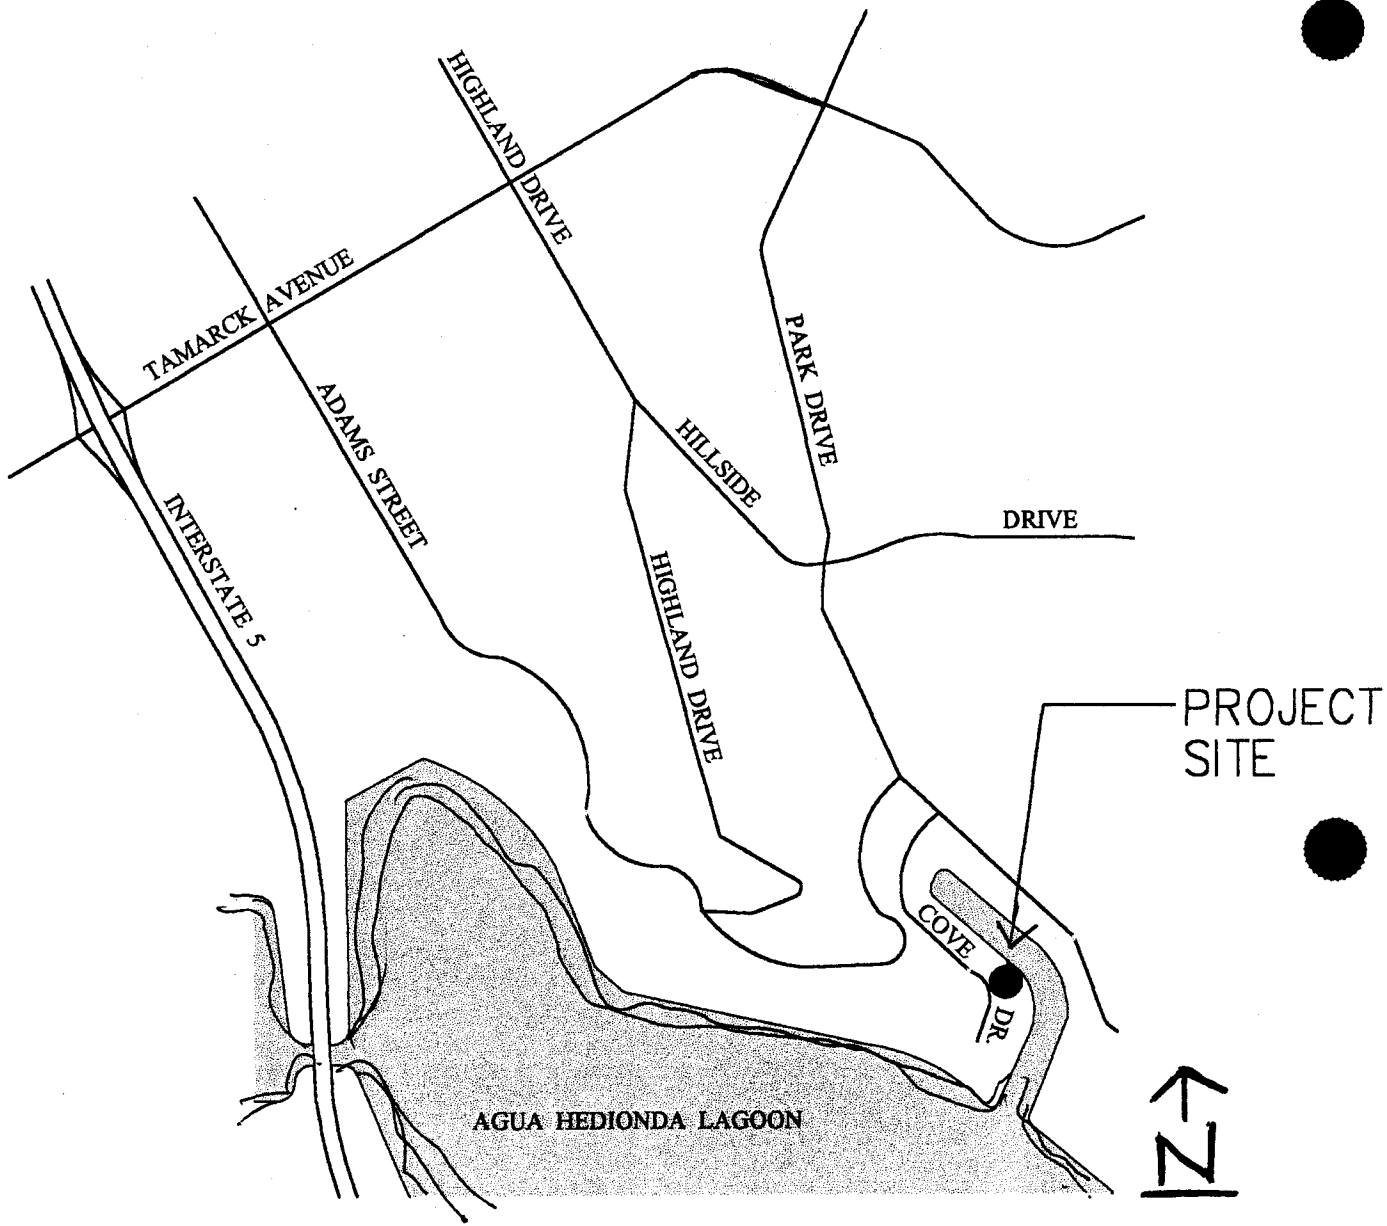 HIGHLAND DRIVE
TAMARCK AVENUE
ADAMS STREET
PARK DRIVE
HILLSIDE
DRIVE
INTERSTATE 5
HIGHLAND DRIVE
PROJECT
SITE
COVE
DR.
AGUA HEDIONDA LAGOON
N